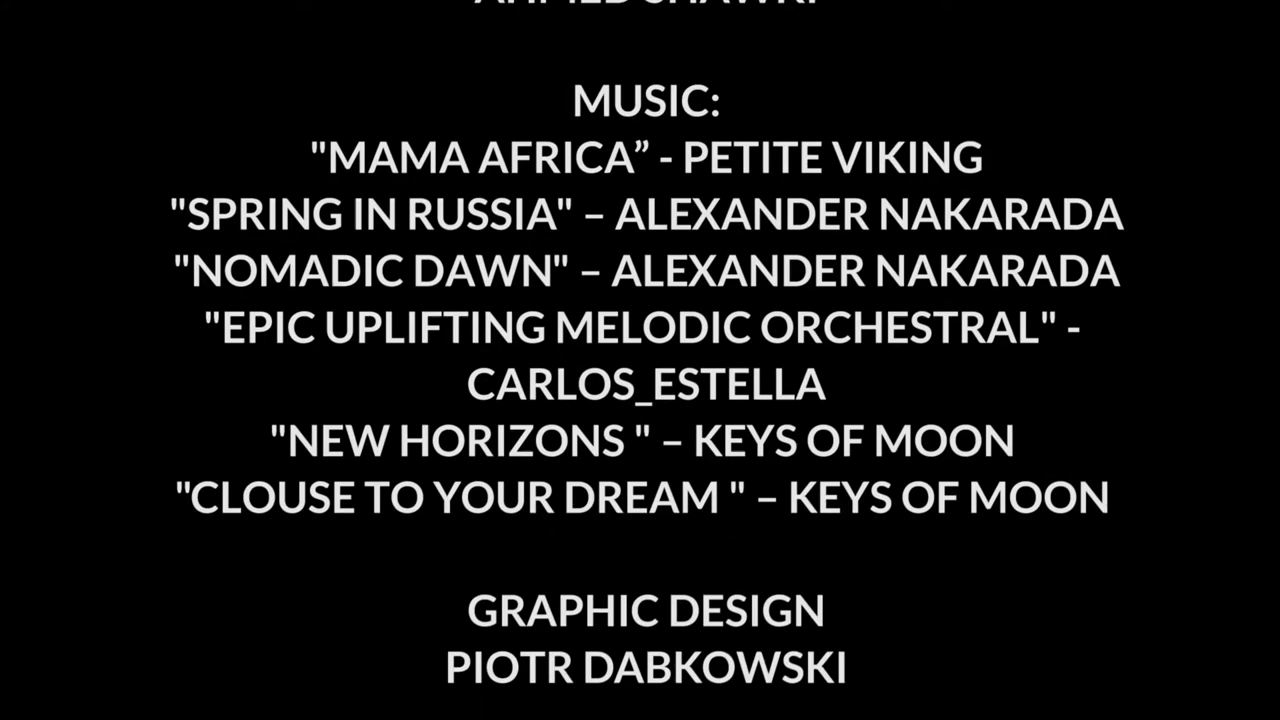 MUSIC:
"MAMA AFRICA” - PETITE VIKING
"SPRING IN RUSSIA" – ALEXANDER NAKARADA
"NOMADIC DAWN" – ALEXANDER NAKARADA
"EPIC UPLIFTING MELODIC ORCHESTRAL" -
CARLOS_ESTELLA
"NEW HORIZONS " – KEYS OF MOON
"CLOUSE TO YOUR DREAM " – KEYS OF MOON
GRAPHIC DESIGN
PIOTR DABKOWSKI